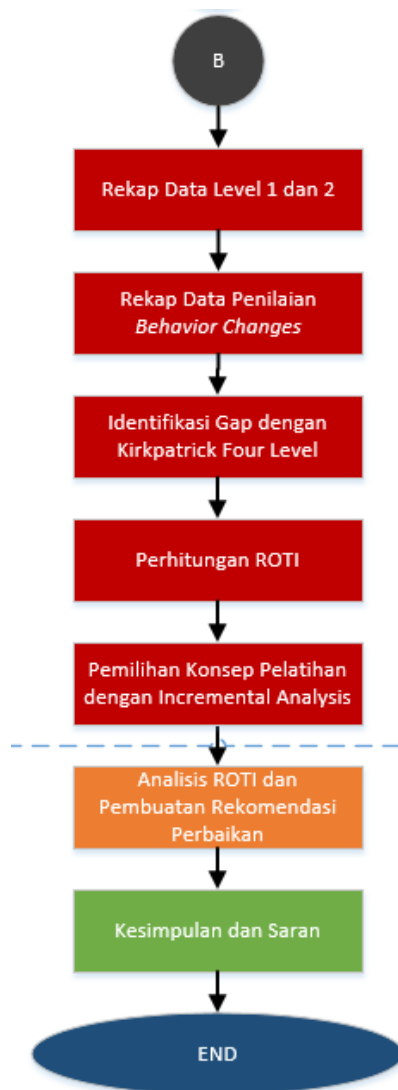 B
Rekap Data Level 1 dan 2
Rekap Data Penilaian
Behavior Changes
Identifikasi Gap dengan
Kirkpatrick Four Level
Perhitungan ROTI
Pemilihan Konsep Pelatihan
dengan Incremental Analysis
Analisis ROTI dan
Pembuatan Rekomendasi
Perbaikan
Kesimpulan dan Saran
END